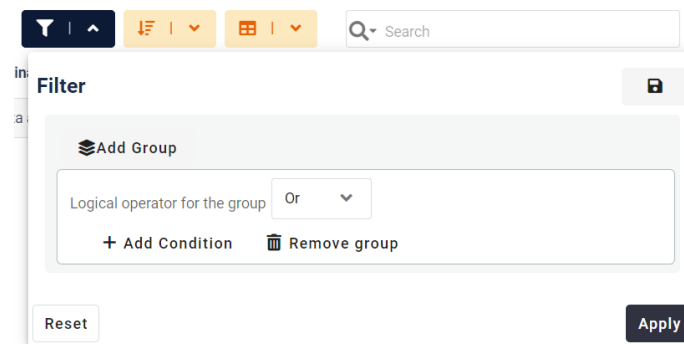 Search
Filter
Add Group
Logical operator for the group Or
+ Add Condition Remove group
Reset Apply